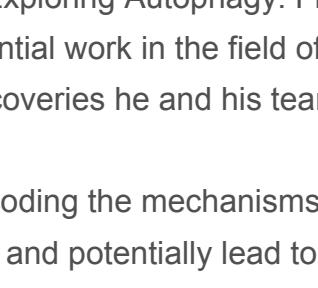 xploring Autophagy:
ntial work in the field of
coveries he and his tea
oding the mechanisms
and potentially lead to